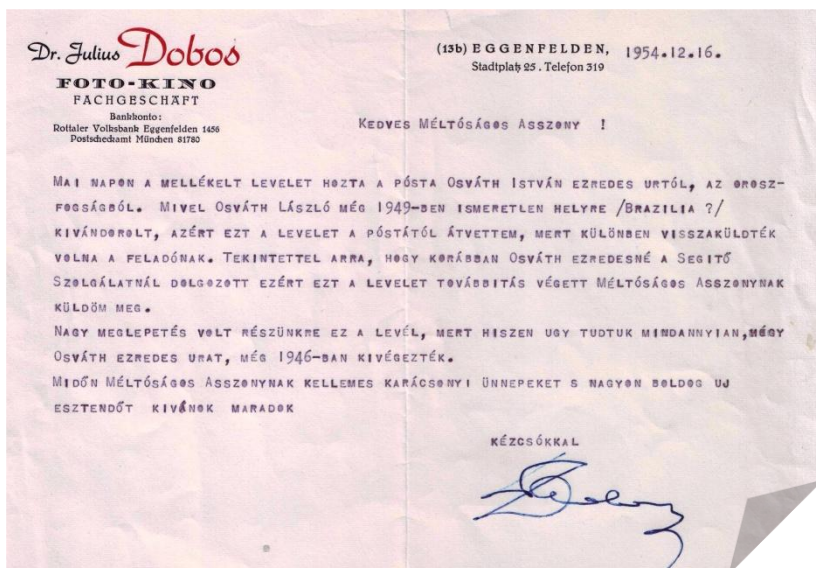 Dr. Julius Dobos
FOTO-KINO
FACHGESCHÄFT
Bankkonto:
Rottaler Volksbank Eggenfelden 1456
Postscheckamt München 81780
(13b) EGGENFELDEN, 1954.12.16.
Stadtplatz 25. Telefon 319
KEDVES MÉLTÓSÁGOS ASSZONY !
MAI NAPON A MELLÉKELT LEVELET HOZTA A PÓSTA OSVÁTH ISTVÁN EZREDES URTÓL, AZ OROSZ-
FOGSÁGBÓL. MIVEL OSVÁTH LÁSZLÓ MÉG 1949-BEN ISMERETLEN HELYRE /BRAZILIA ?/
KIVÁNDOROLT, AZÉRT EZT A LEVELET A PÓSTÁTÓL ÁTVETTEM, MERT KÜLÖNBEN VISSZAKÜLDTÉK
VOLNA A FELADÓNAK. TEKINTETTEL ARRA, HOGY KORÁBBAN OSVÁTH EZREDESNÉ A SEGITŐ
SZOLGÁLATNÁL DOLGOZOTT EZÉRT EZT A LEVELET TOVÁBBITÁS VÉGETT MÉLTÓSÁGOS ASSZONYNAK
KÜLDÖM MEG.
NAGY MEGLEPETÉS VOLT RÉSZÜNKRE EZ A LEVÉL, MERT HISZEN UGY TUDTUK MINDANNYIAN, HOGY
OSVÁTH EZREDES URAT, MÉG 1946-BAN KIVÉGEZTÉK.
MIDŐN MÉLTÓSÁGOS ASSZONYNAK KELLEMES KARÁCSONYI ÜNNEPEKET S NAGYON BOLDOG UJ
ESZTENDŐT KIVÁNOK MARADOK
KÉZCSÓKKAL